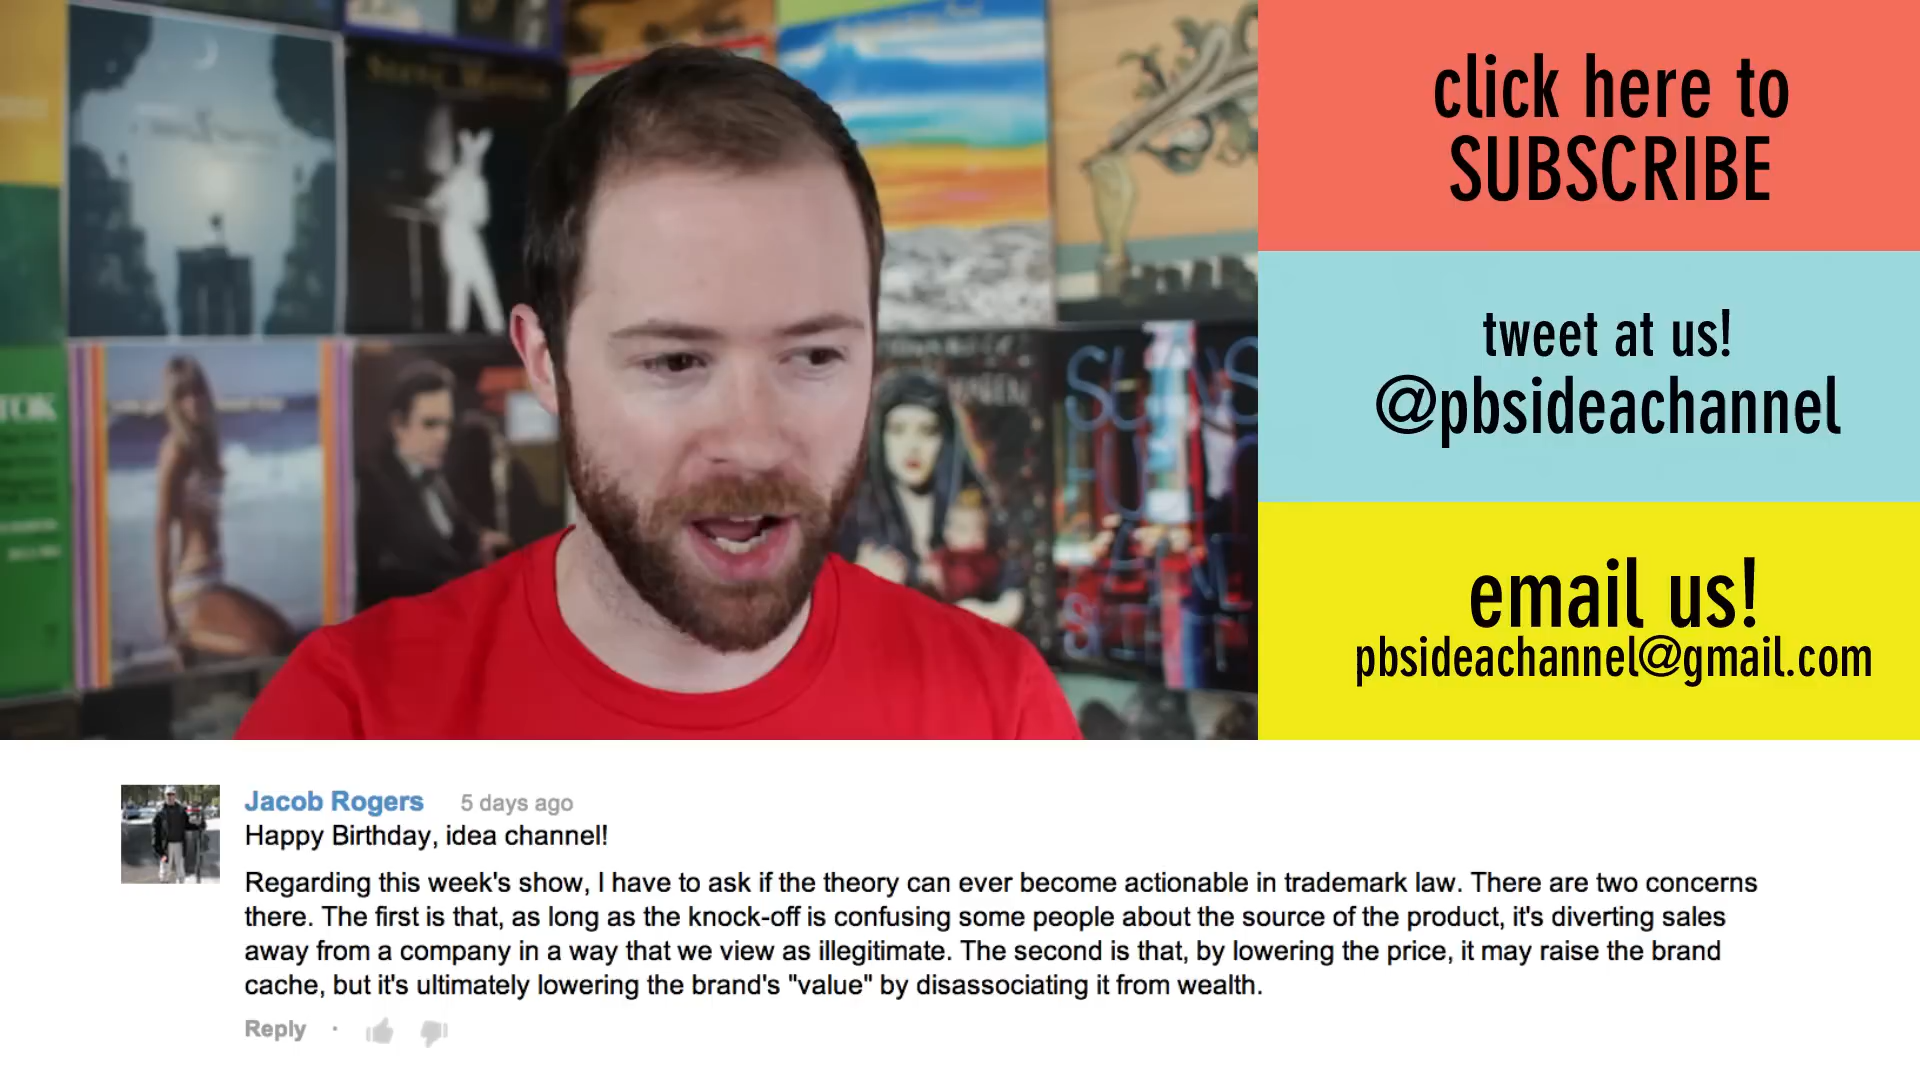 click here to
SUBSCRIBE
tweet at us!
@pbsideachannel
email us!
pbsideachannel@gmail.com
Steve Martin
TOK
SUNS
Jacob Rogers 5 days ago
Happy Birthday, idea channel!
Regarding this week's show, I have to ask if the theory can ever become actionable in trademark law. There are two concerns
there. The first is that, as long as the knock-off is confusing some people about the source of the product, it's diverting sales
away from a company in a way that we view as illegitimate. The second is that, by lowering the price, it may raise the brand
cache, but it's ultimately lowering the brand's "value" by disassociating it from wealth.
Reply ·